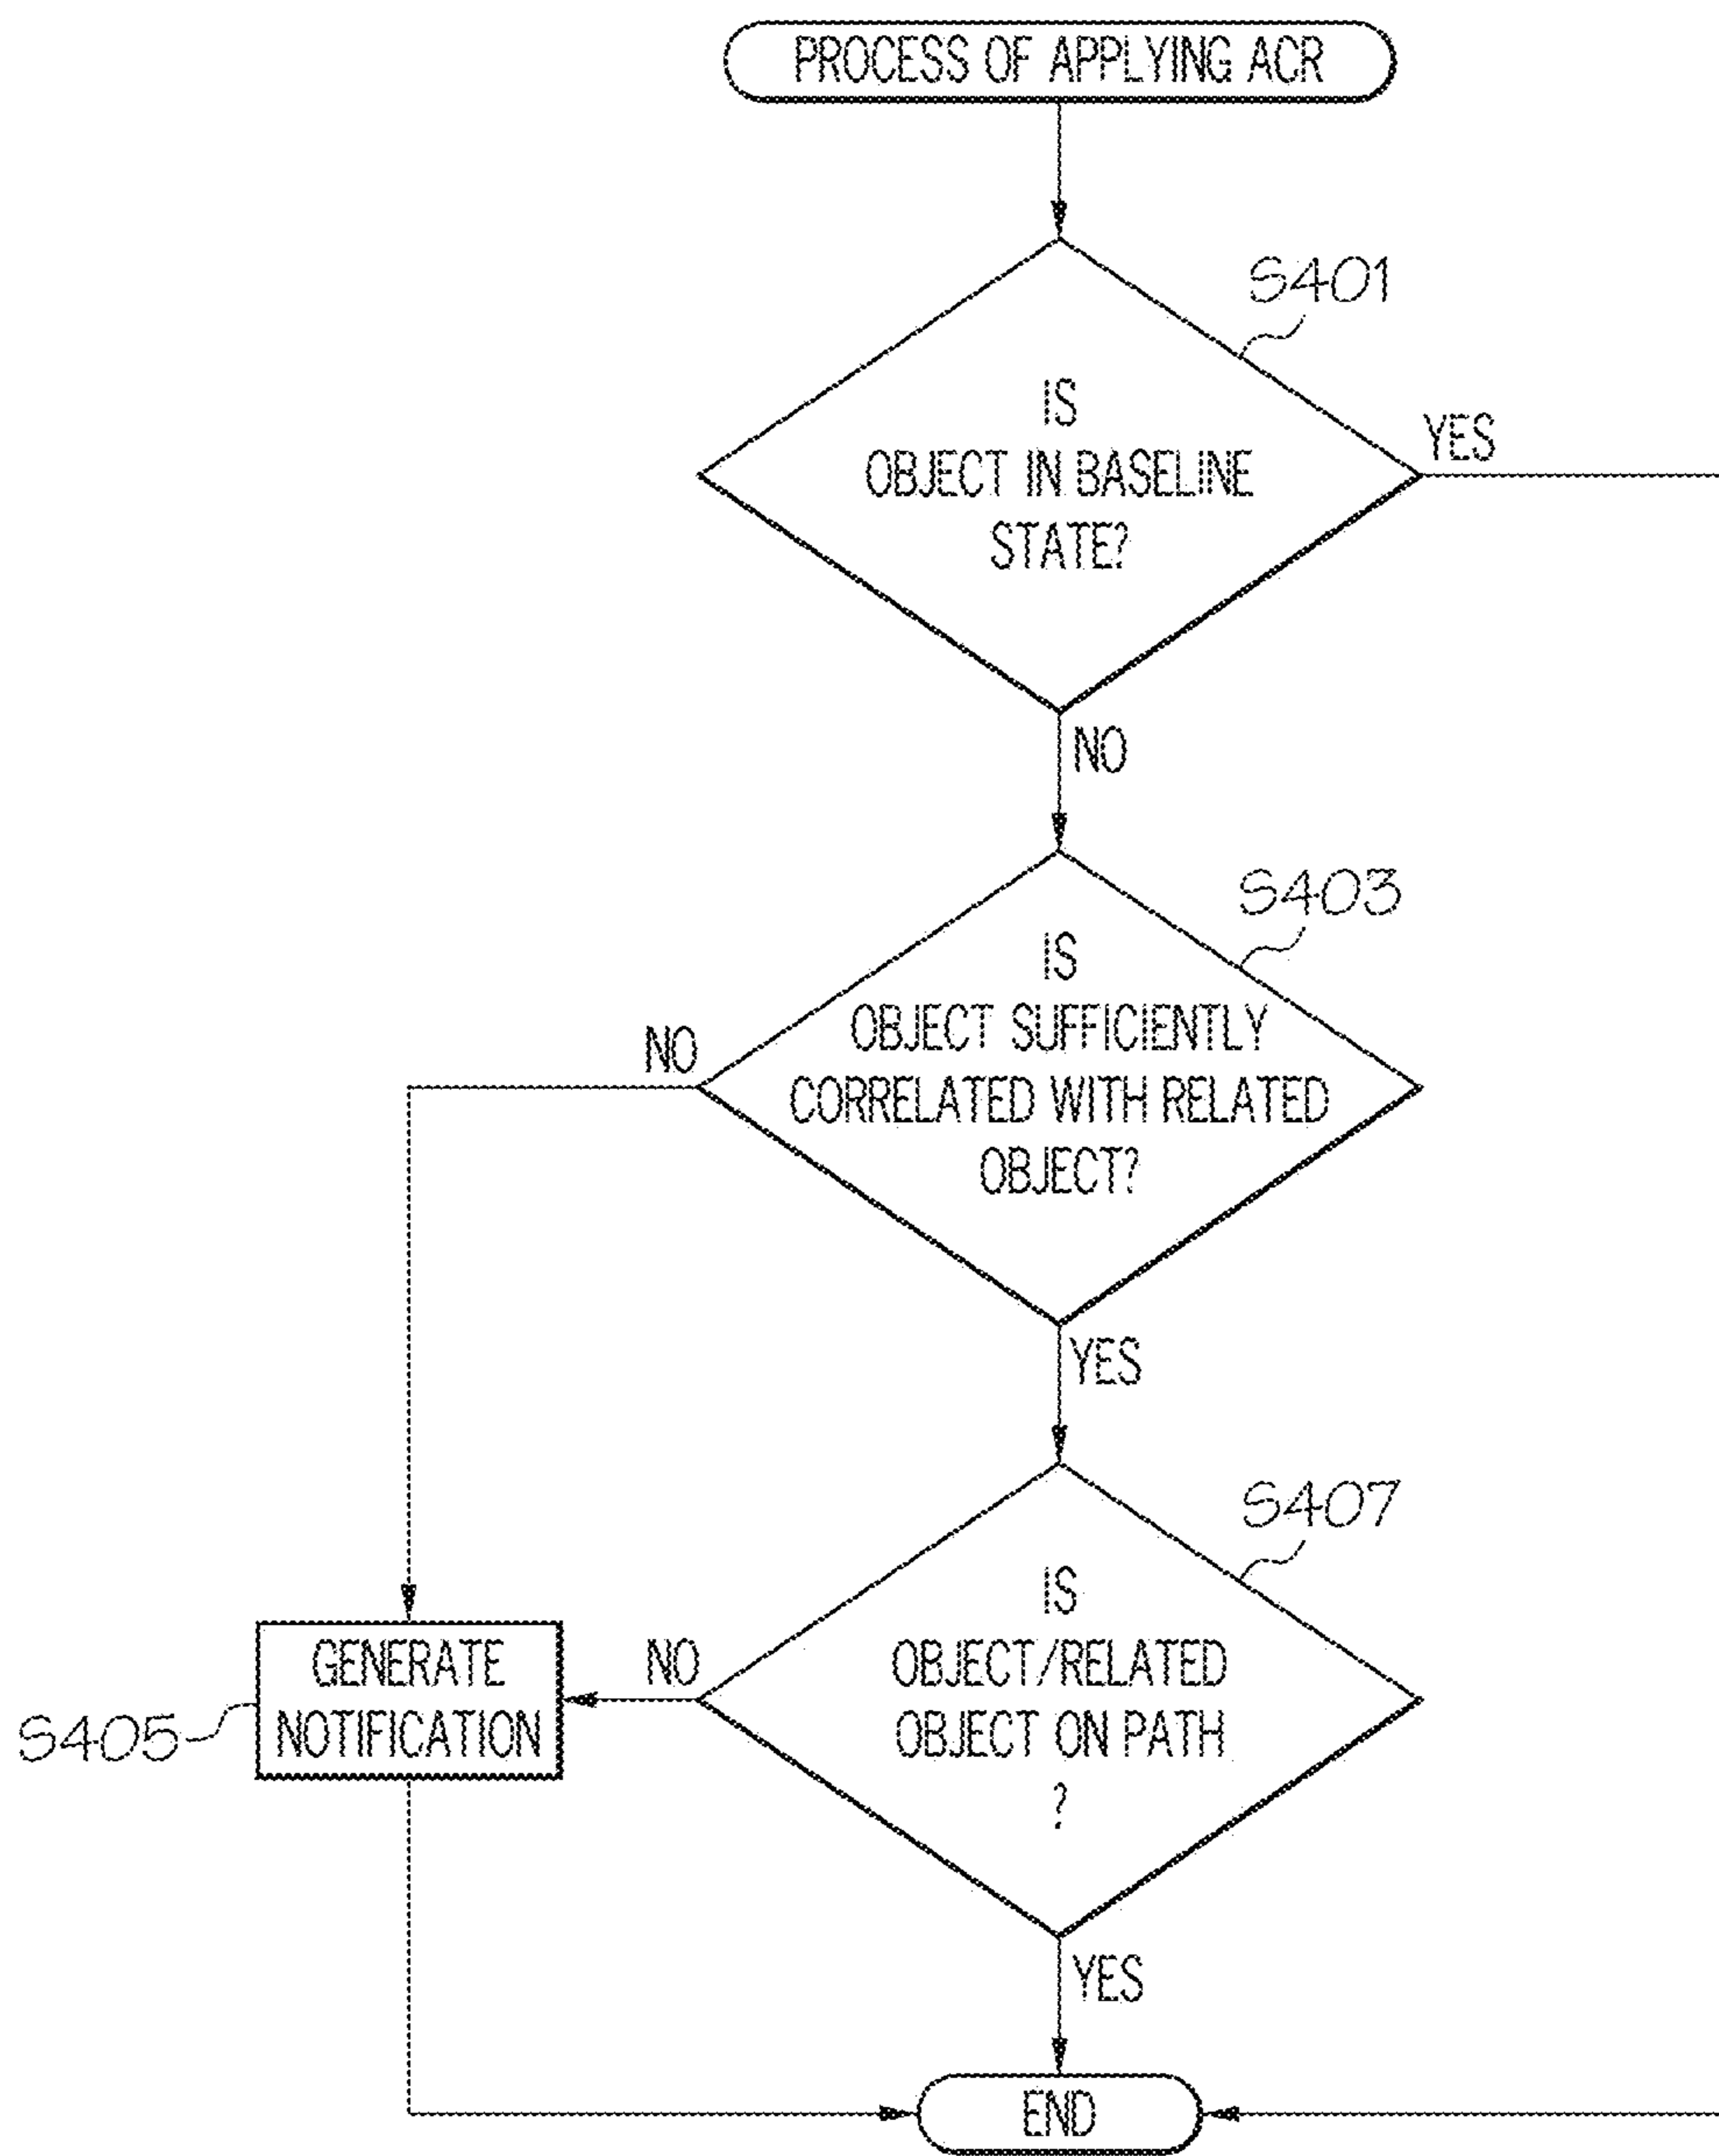 PROCESS OF APPLYING ACR
S401
IS
OBJECT IN BASELINE
STATE?
YES
NO
S403
IS
OBJECT SUFFICIENTLY
CORRELATED WITH RELATED
OBJECT?
NO
YES
S407
IS
OBJECT/RELATED
OBJECT ON PATH
?
NO
GENERATE
NOTIFICATION
S405
YES
END